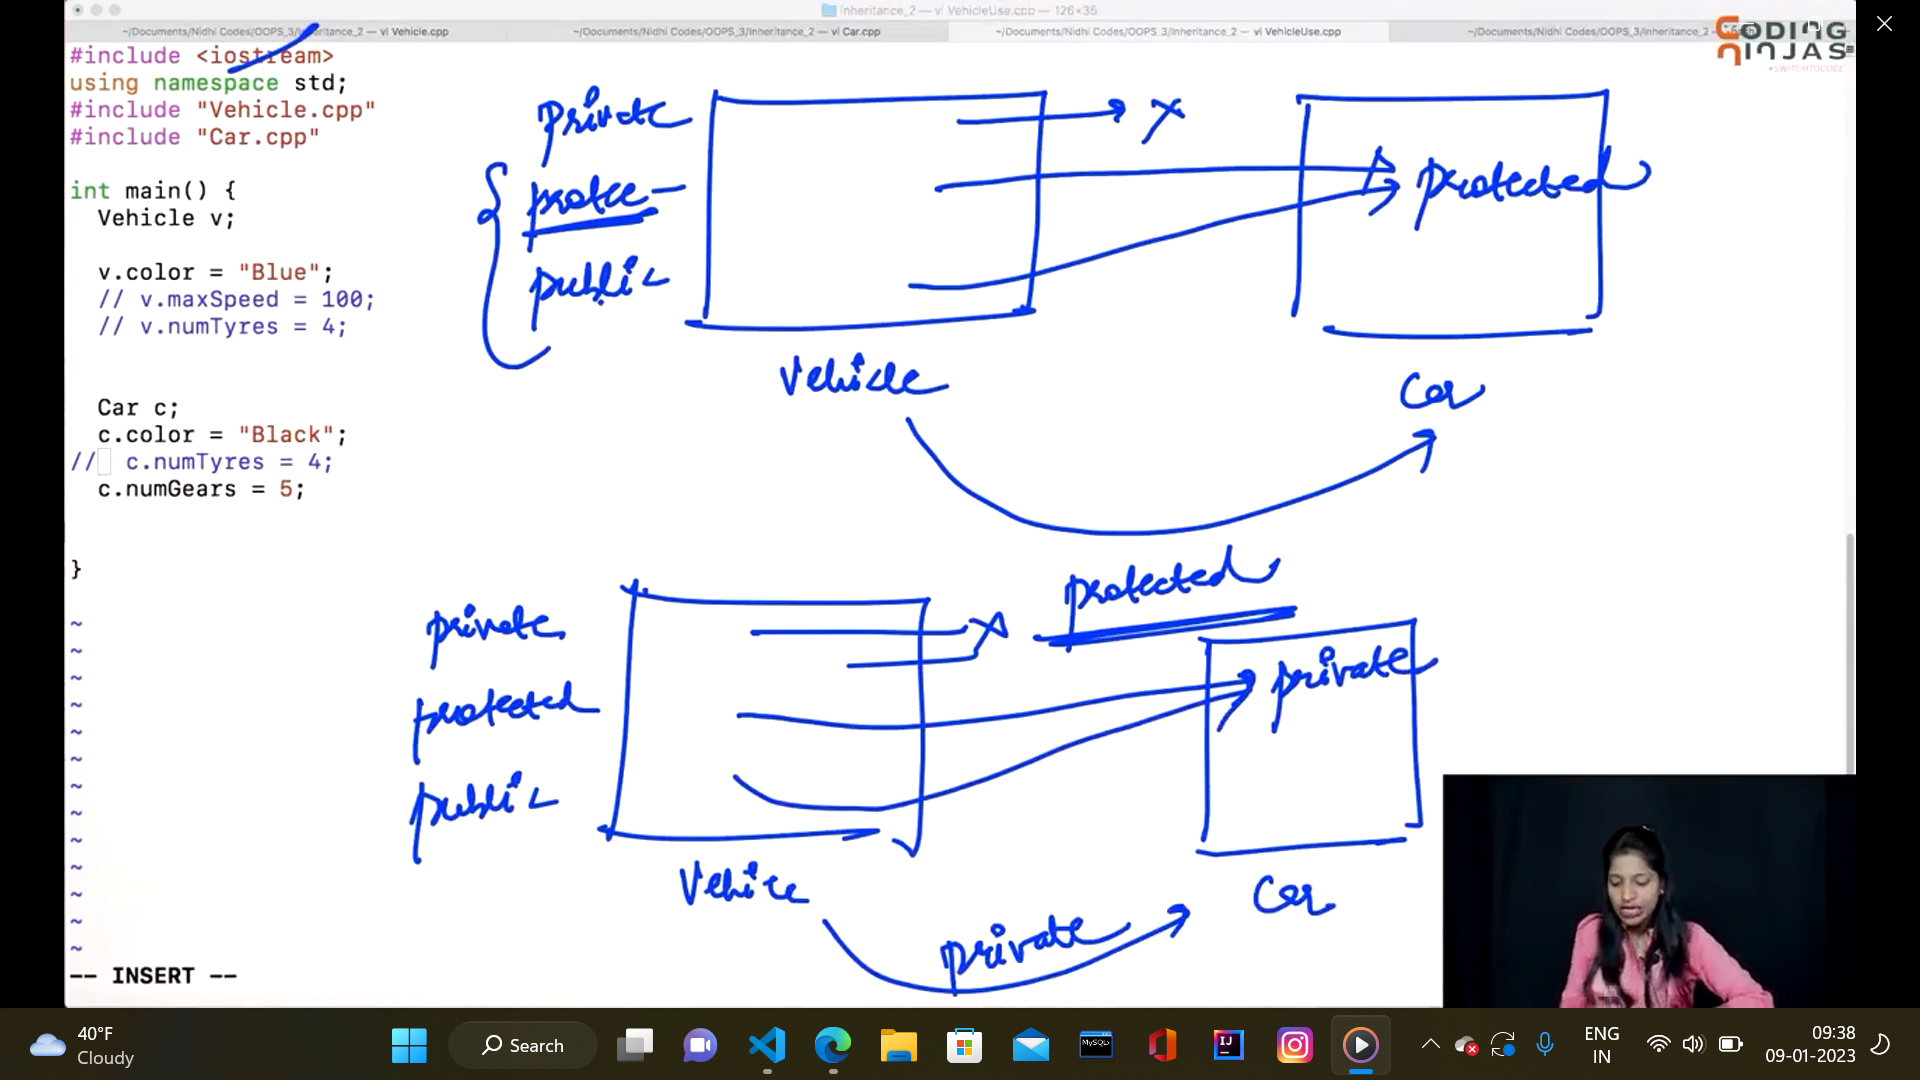 Inheritance_2 — vi VehicleUse.cpp — 126×35
~/Documents/Nidhi Codes/OOPS_3/Inheritance_2 — vi Vehicle.cpp
~/Documents/Nidhi Codes/OOPS_3/Inheritance_2 — vi Car.cpp
~/Documents/Nidhi Codes/OOPS_3/Inheritance_2 — vi VehicleUse.cpp
~/Documents/Nidhi Codes/OOPS_3/Inheritance_2 —
CODING NINJAS
#SWITCHTOCODE
#include <iostream>
using namespace std;
#include "Vehicle.cpp"
#include "Car.cpp"
int main() {
Vehicle v;
v.color = "Blue";
// v.maxSpeed = 100;
// v.numTyres = 4;
Car c;
c.color = "Black";
// c.numTyres = 4;
c.numGears = 5;
}
~
~
~
~
~
~
~
~
~
~
~
~
~
-- INSERT --
private
X
protec
protected
public
Vehicle
Car
protected
private
X
private
protected
public
Vehicle
Car
private
40°F
Cloudy
Search
MySQL
IJ
ENG
IN
09:38
09-01-2023